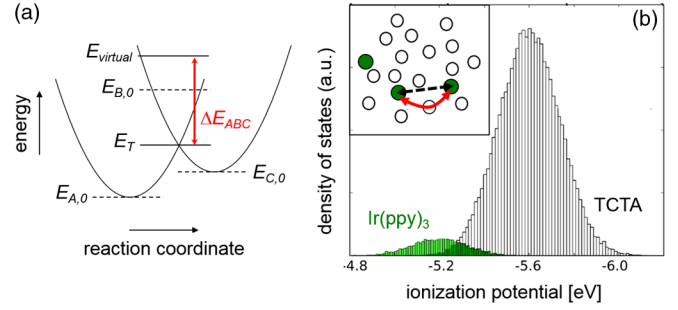 (a)
E_virtual
E_B,0
ΔE_ABC
E_T
E_A,0
E_C,0
energy
reaction coordinate
(b)
density of states (a.u.)
Ir(ppy)₃
TCTA
-4.8 -5.2 -5.6 -6.0
ionization potential [eV]